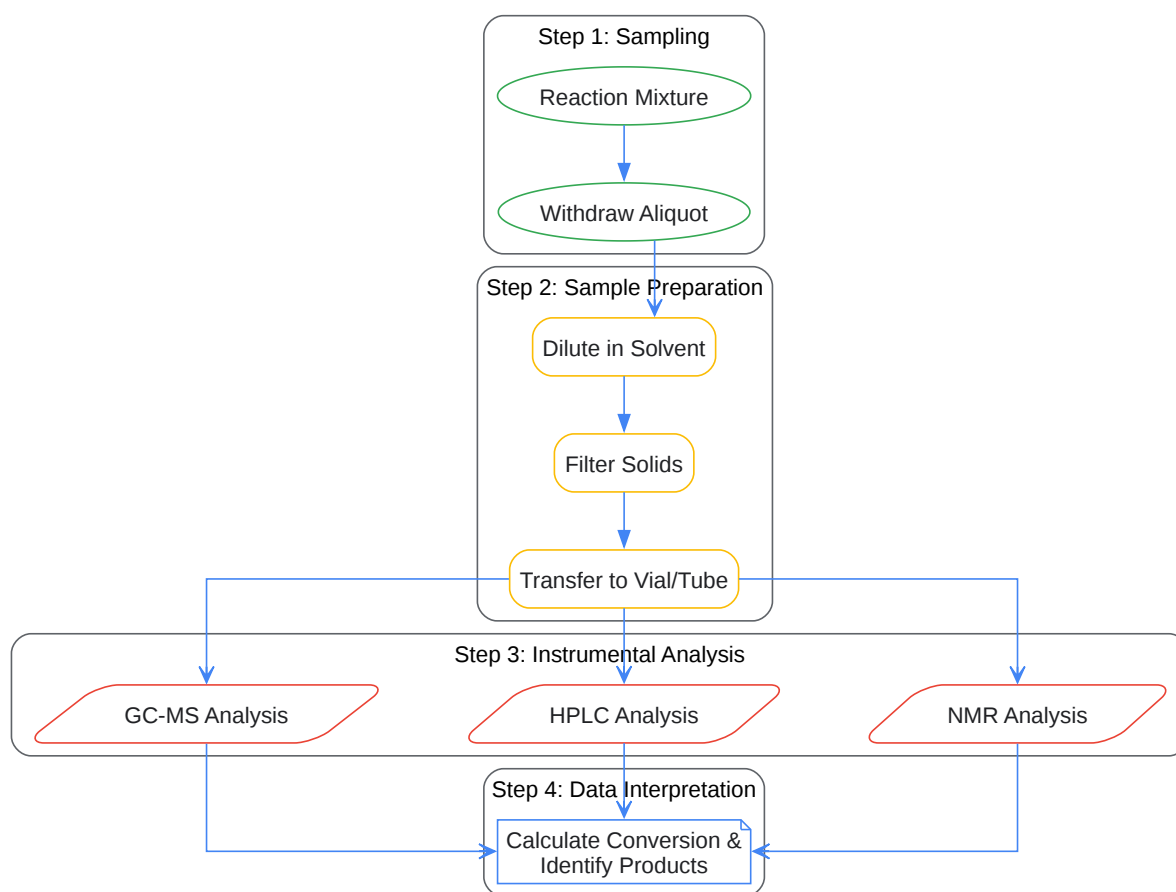 Step 1: Sampling
Reaction Mixture
Withdraw Aliquot
Step 2: Sample Preparation
Dilute in Solvent
Filter Solids
Transfer to Vial/Tube
Step 3: Instrumental Analysis
GC-MS Analysis
HPLC Analysis
NMR Analysis
Step 4: Data Interpretation
Calculate Conversion &
Identify Products